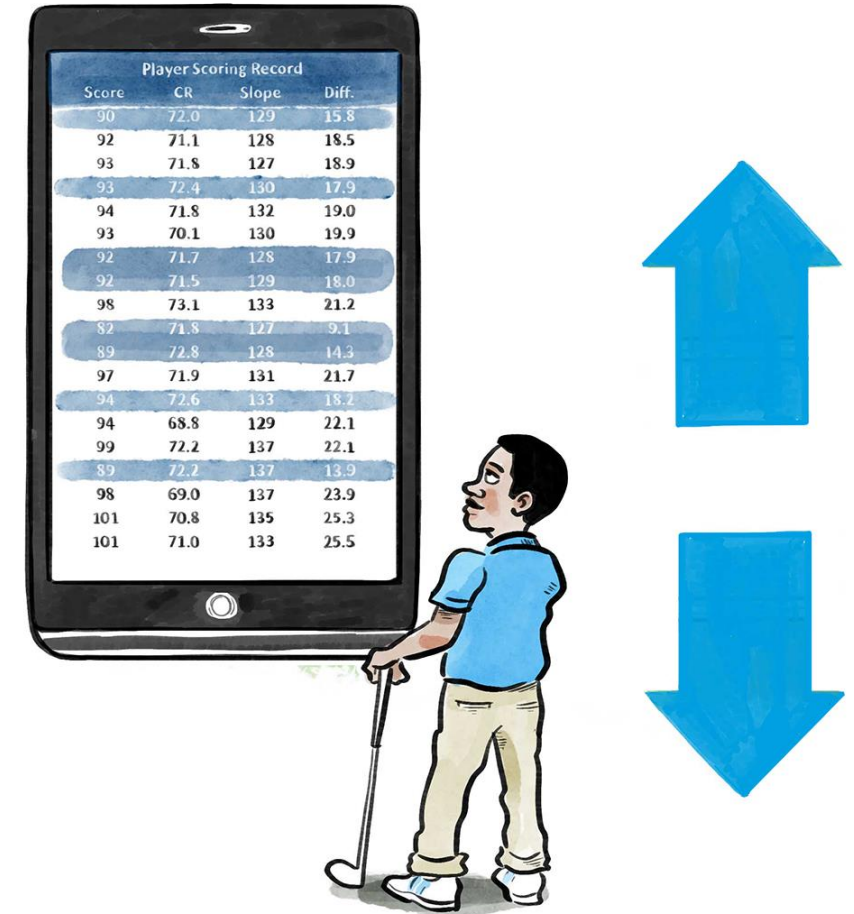 Player Scoring Record
Score CR Slope Diff.
90 72.0 129 15.8
92 71.1 128 18.5
93 71.8 127 18.9
93 72.4 130 17.9
94 71.8 132 19.0
93 70.1 130 19.9
92 71.7 128 17.9
92 71.5 129 18.0
98 73.1 133 21.2
82 71.8 127 9.1
89 72.8 128 14.3
97 71.9 131 21.7
94 72.6 133 18.2
94 68.8 129 22.1
99 72.2 137 22.1
89 72.2 137 13.9
98 69.0 137 23.9
101 70.8 135 25.3
101 71.0 133 25.5